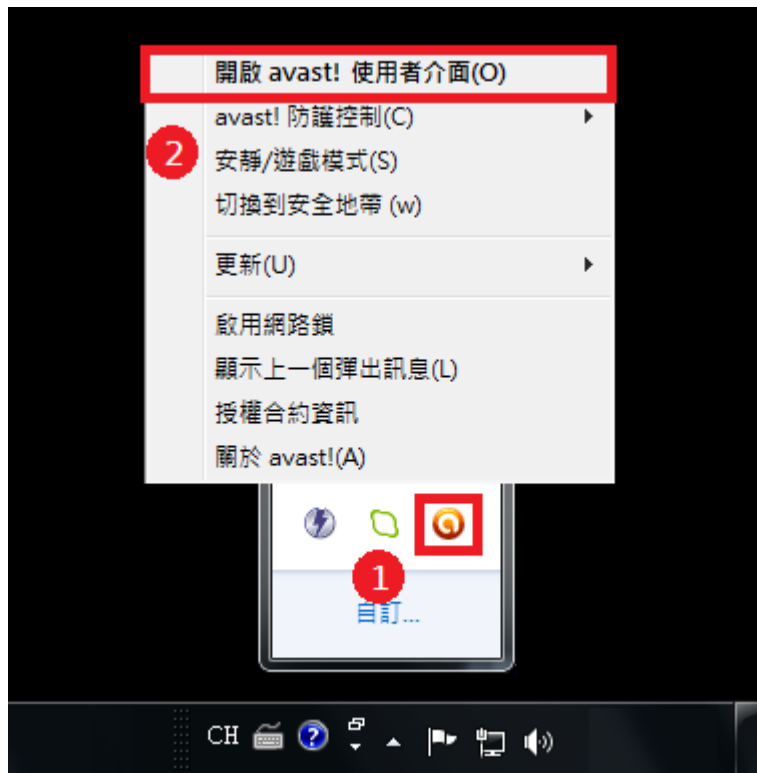 開啟 avast! 使用者介面(O)
avast! 防護控制(C)
2
安靜/遊戲模式(S)
切換到安全地帶 (w)
更新(U)
啟用網路鎖
顯示上一個彈出訊息(L)
授權合約資訊
關於 avast!(A)
1
自訂...
CH